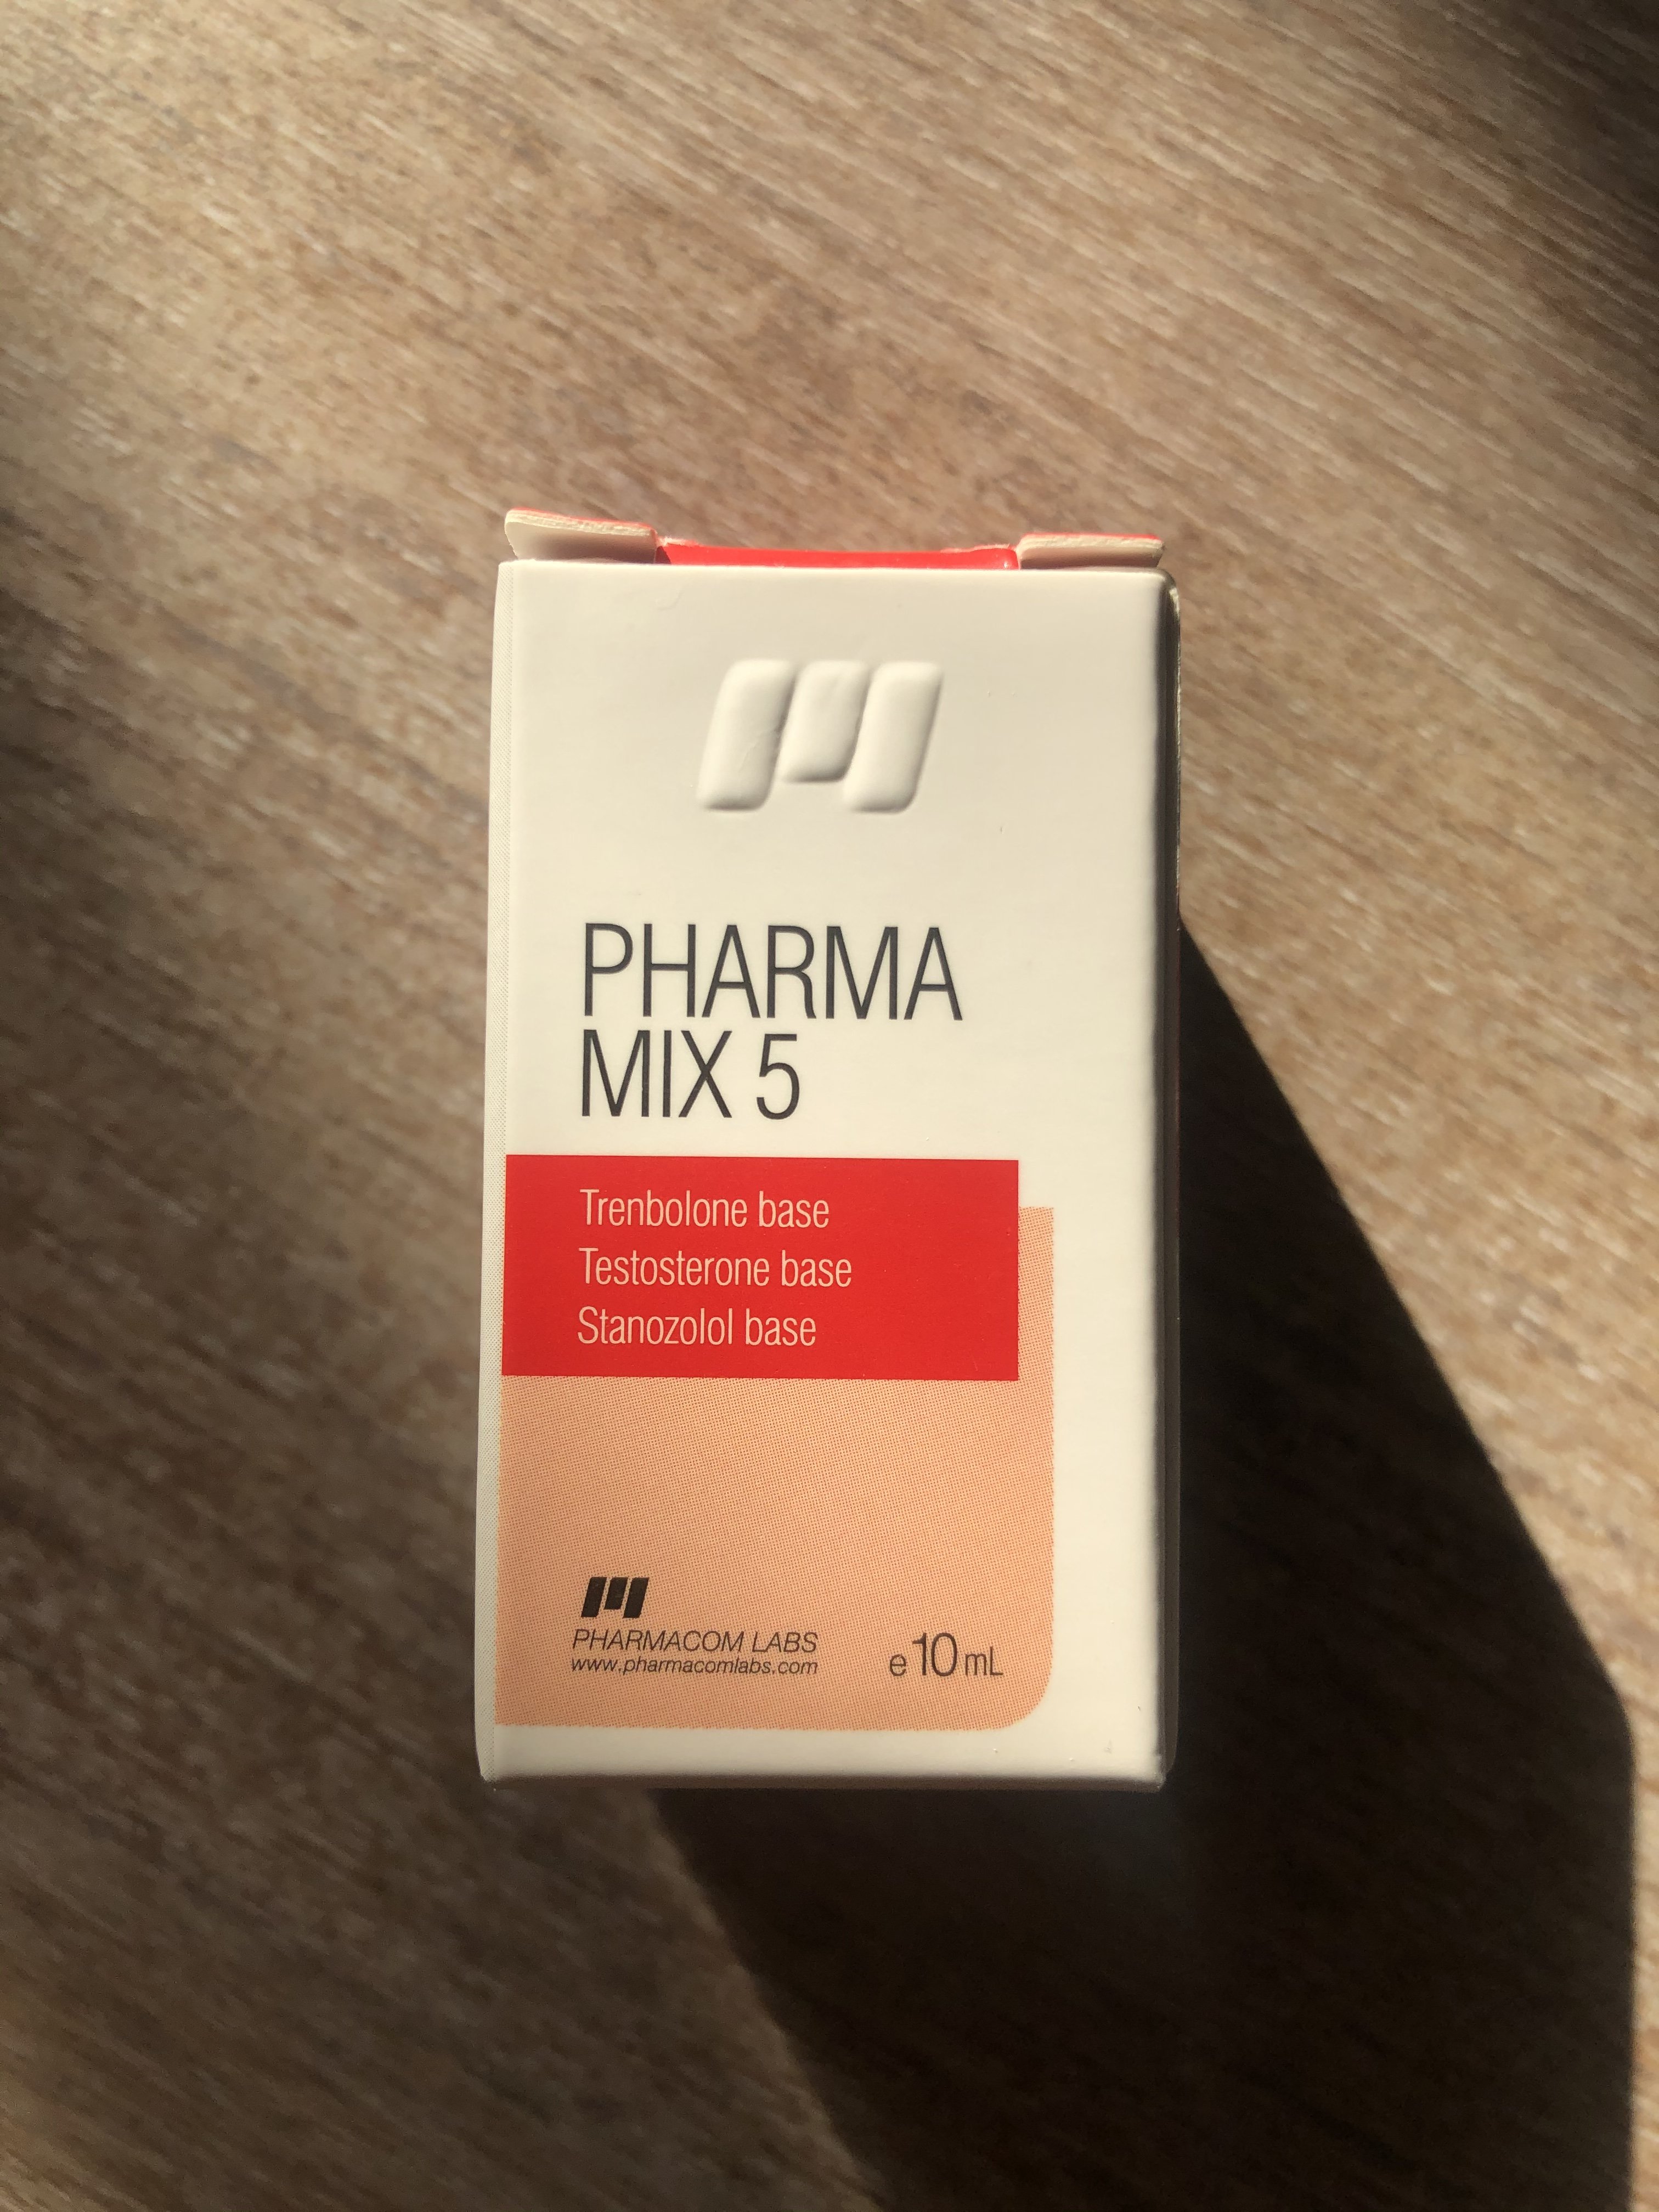 PHARMA
MIX 5
Trenbolone base
Testosterone base
Stanozolol base
PHARMACOM LABS
www.pharmacomlabs.com
e 10 mL